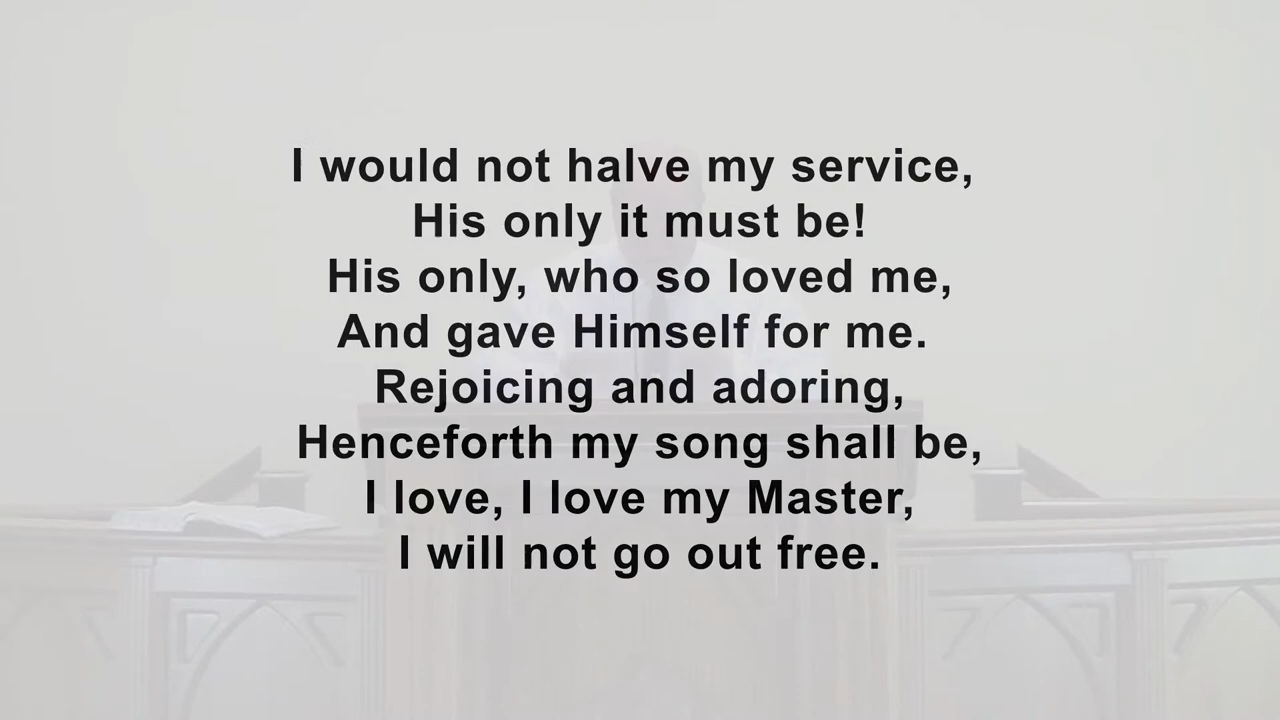 I would not halve my service,
His only it must be!
His only, who so loved me,
And gave Himself for me.
Rejoicing and adoring,
Henceforth my song shall be,
I love, I love my Master,
I will not go out free.